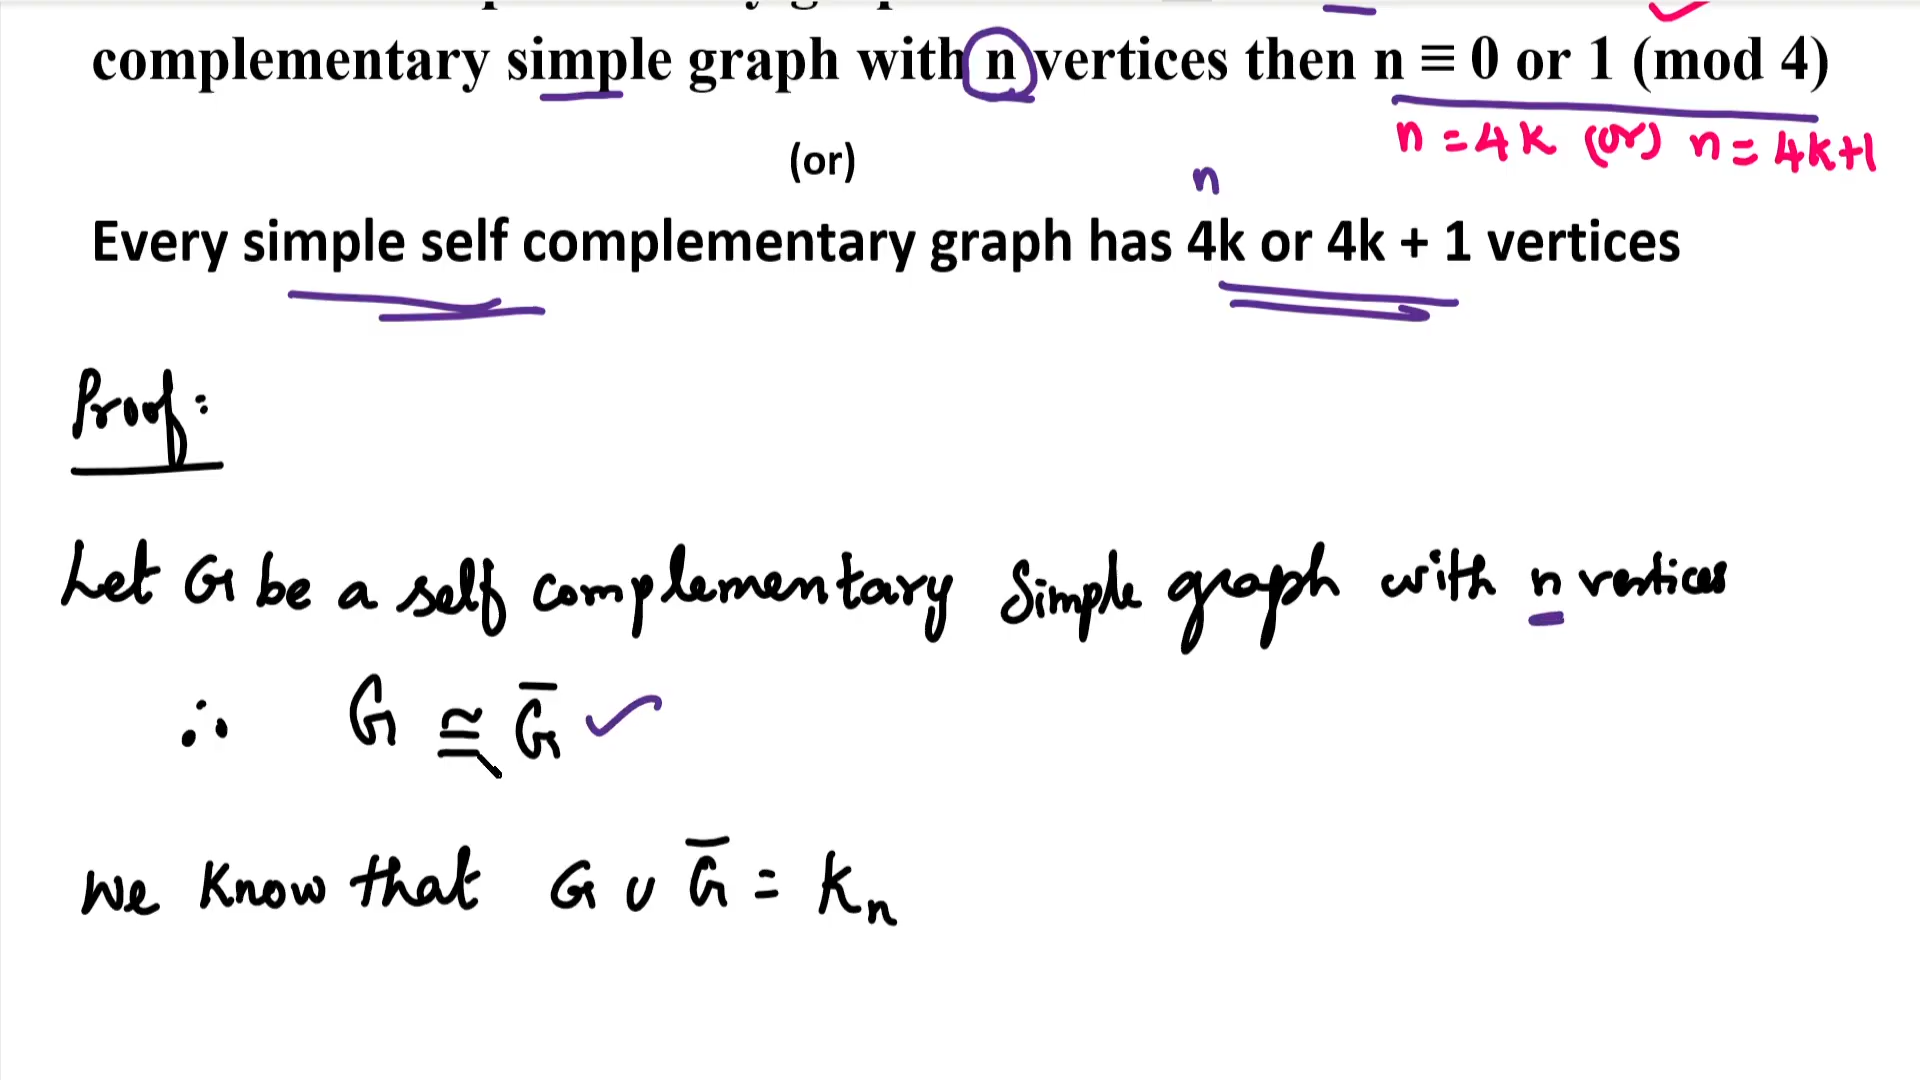 complementary simple graph with n vertices then n ≡ 0 or 1 (mod 4)
n = 4k (or) n = 4k+1
(or)
n
Every simple self complementary graph has 4k or 4k + 1 vertices
Proof:
Let G be a self complementary Simple graph with n vertices
∴ G ≅ G̅ ✓
We Know that G ∪ G̅ = Kn